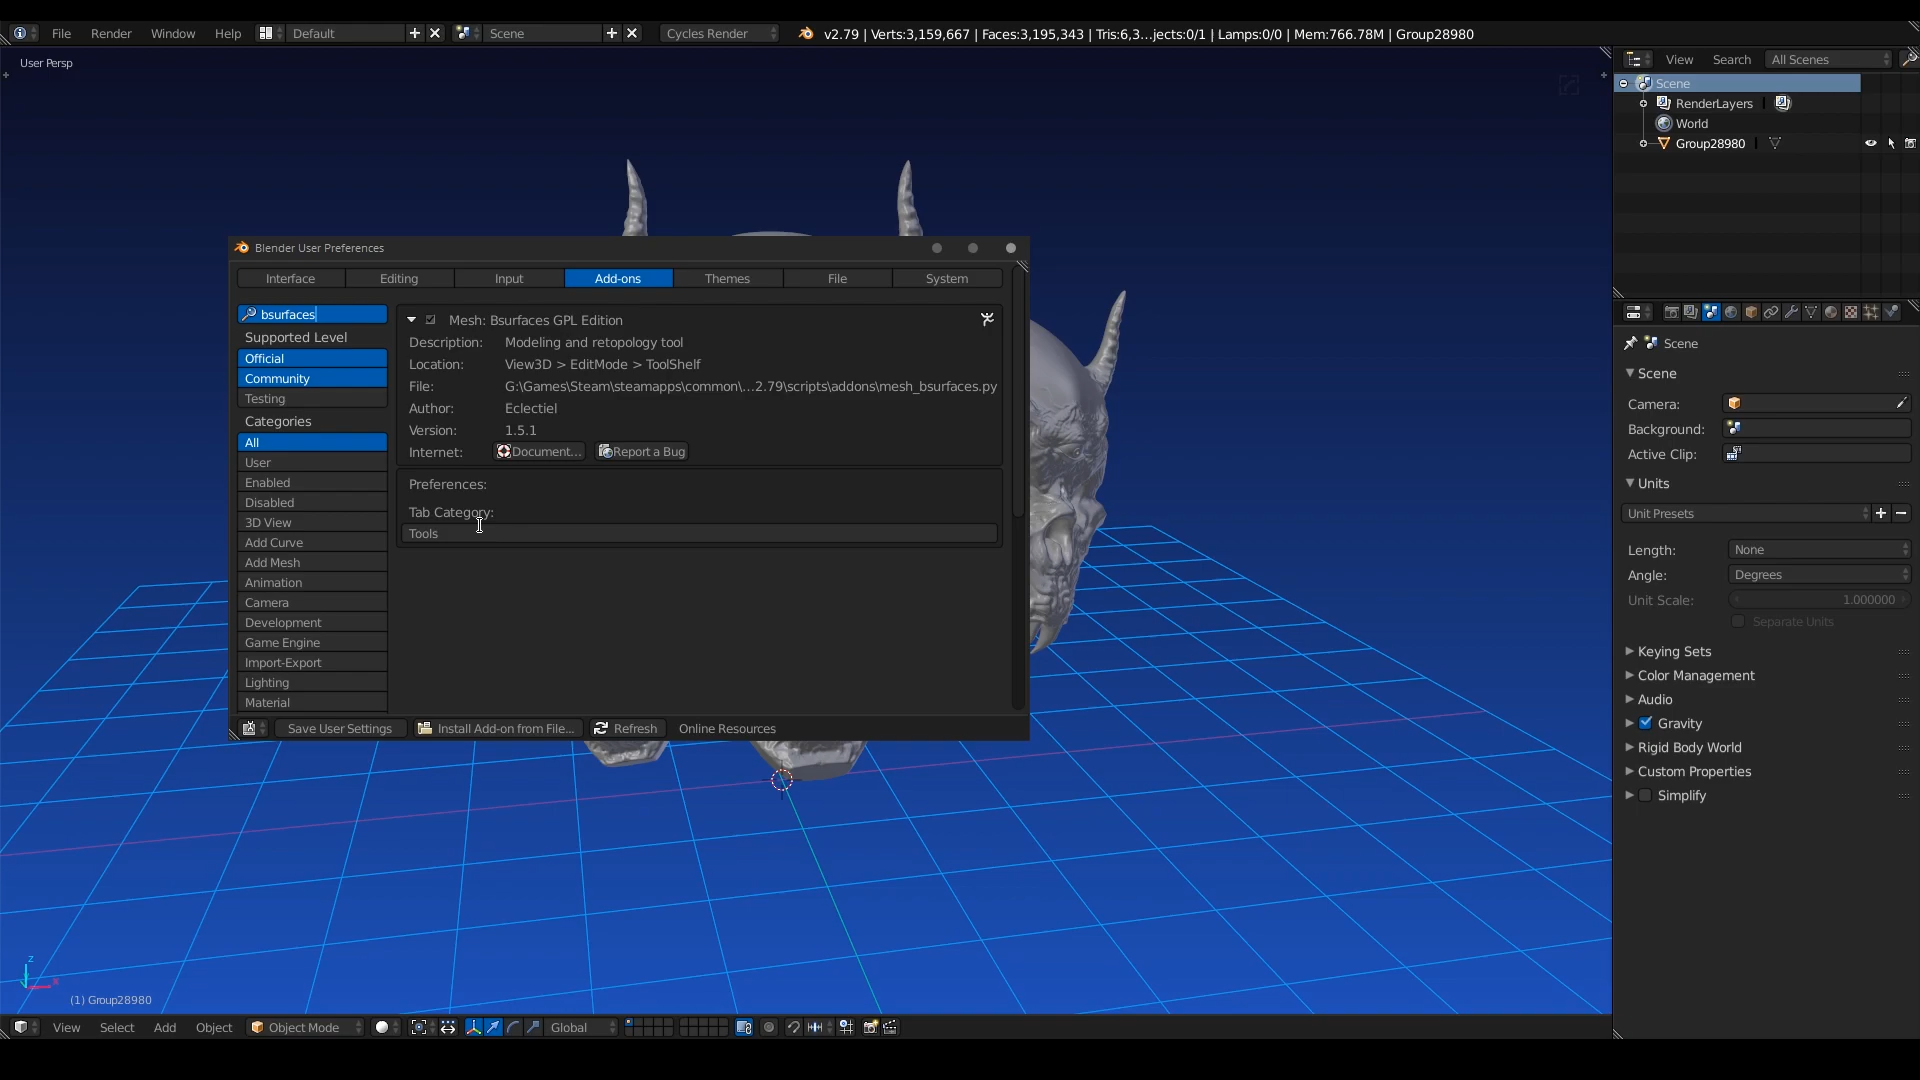 File Render Window Help Default Scene Cycles Render v2.79 | Verts:3,159,667 | Faces:3,195,343 | Tris:6,3...jects:0/1 | Lamps:0/0 | Mem:766.78M | Group28980
User Persp
Blender User Preferences
Interface Editing Input Add-ons Themes File System
bsurfaces
Supported Level
Official
Community
Testing
Categories
All
User
Enabled
Disabled
3D View
Add Curve
Add Mesh
Animation
Camera
Development
Game Engine
Import-Export
Lighting
Material
Mesh: Bsurfaces GPL Edition
Description: Modeling and retopology tool
Location: View3D > EditMode > ToolShelf
File: G:\Games\Steam\steamapps\common\...2.79\scripts\addons\mesh_bsurfaces.py
Author: Eclectiel
Version: 1.5.1
Internet: Document... Report a Bug
Preferences:
Tab Category:
Tools
Save User Settings Install Add-on from File... Refresh Online Resources
z
x
(1) Group28980
View Select Add Object Object Mode Global
View Search All Scenes
Scene
RenderLayers
World
Group28980
Scene
Scene
Camera:
Background:
Active Clip:
Units
Unit Presets
Length: None
Angle: Degrees
Unit Scale: 1.000000
Separate Units
Keying Sets
Color Management
Audio
Gravity
Rigid Body World
Custom Properties
Simplify